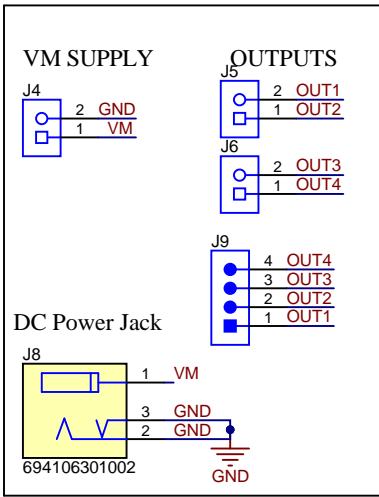 VM SUPPLY
J4
2 GND
1 VM
OUTPUTS
J5
2 OUT1
1 OUT2
J6
2 OUT3
1 OUT4
J9
4 OUT4
3 OUT3
2 OUT2
1 OUT1
DC Power Jack
J8
1 VM
3 GND
2 GND
694106301002
GND